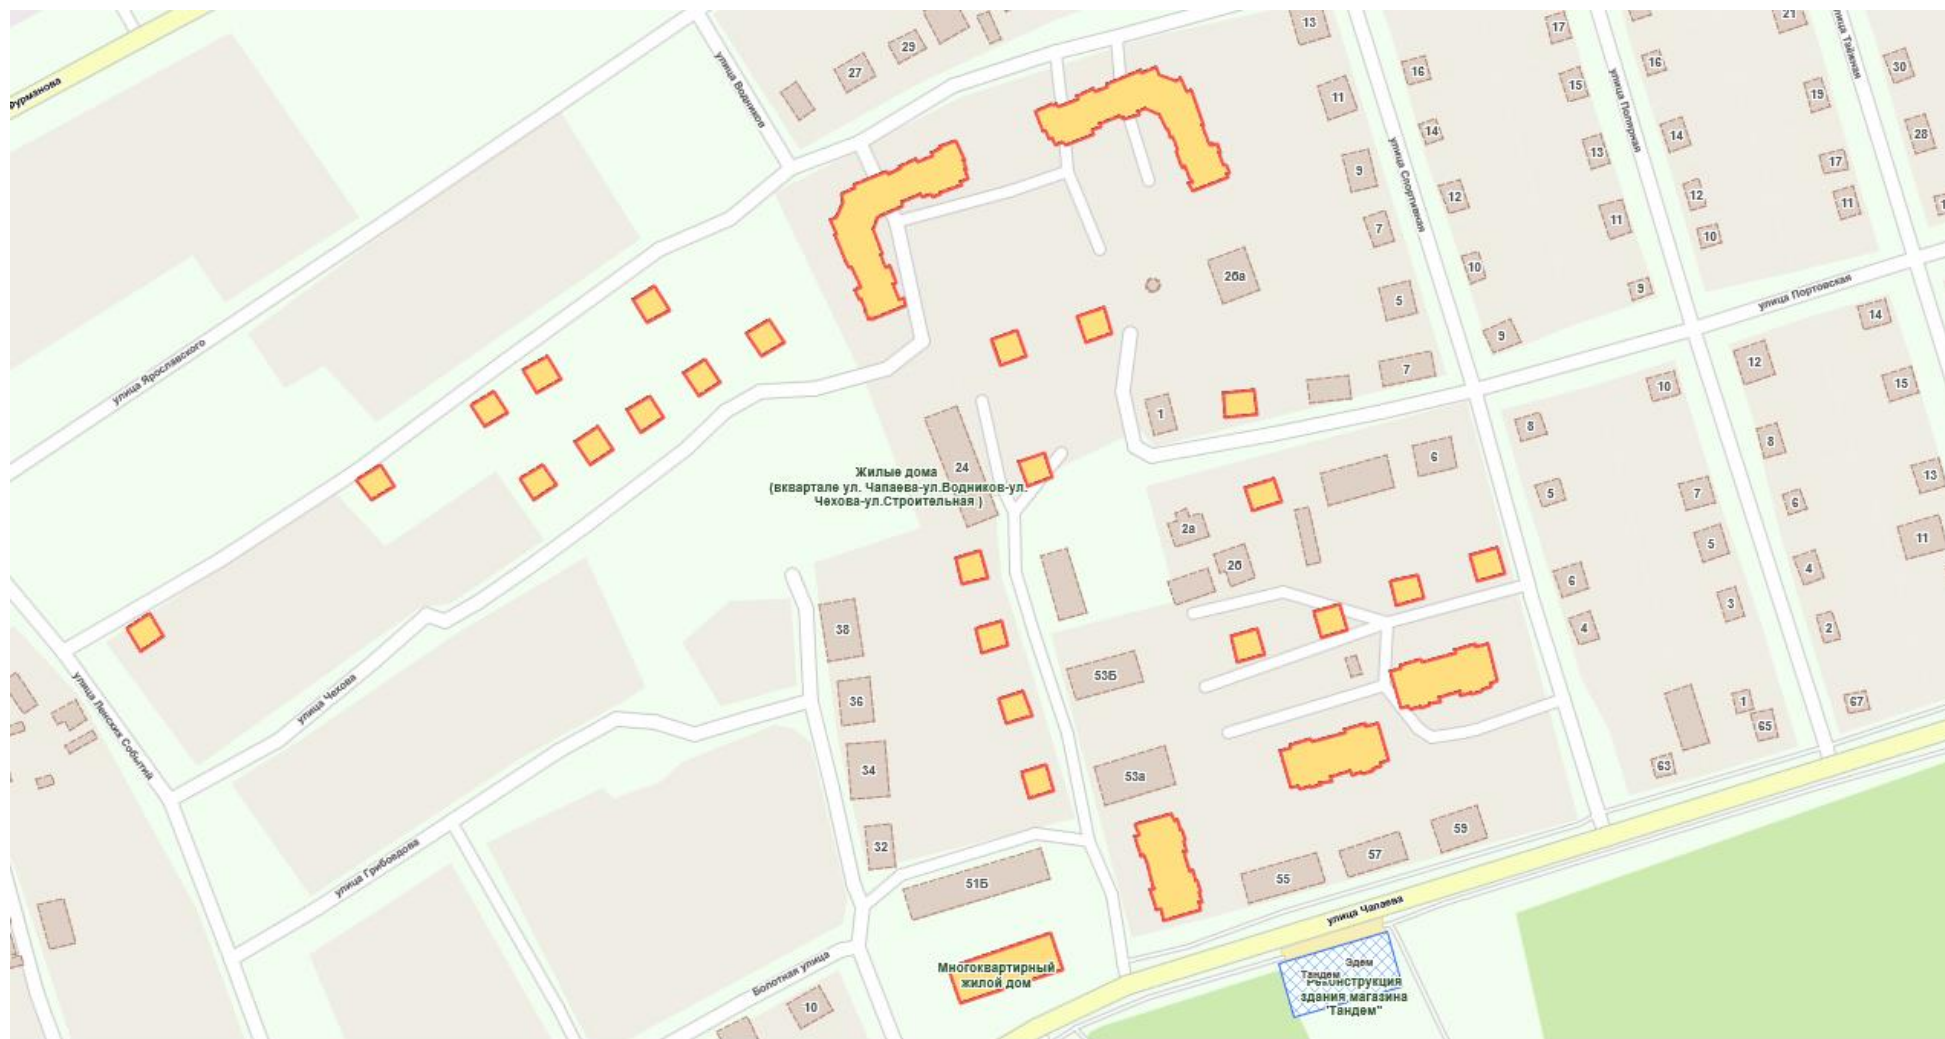 21
13
17
29
27
16
30
16
15
19
11
улица Водников
Фурманова
улица Таёжная
улица Полярная
14
14
28
13
17
9
улица Спортивная
12
12
11
11
7
10
10
26а
улица Портовская
9
5
14
9
улица Ярославского
12
7
10
15
1
8
8
6
24
13
Жилые дома
(вквартале ул. Чапаева-ул.Водников-ул.
Чехова-ул.Строительная )
5
7
6
2а
11
5
2б
4
6
3
38
4
2
53Б
улица Чехова
улица Ленских Событий
36
1
67
65
34
53а
63
59
32
57
улица Грибоедова
55
51Б
улица Чапаева
Многоквартирный
жилой дом
Болотная улица
Эдем
Тандем
Реконструкция
здания магазина
"Тандем"
10